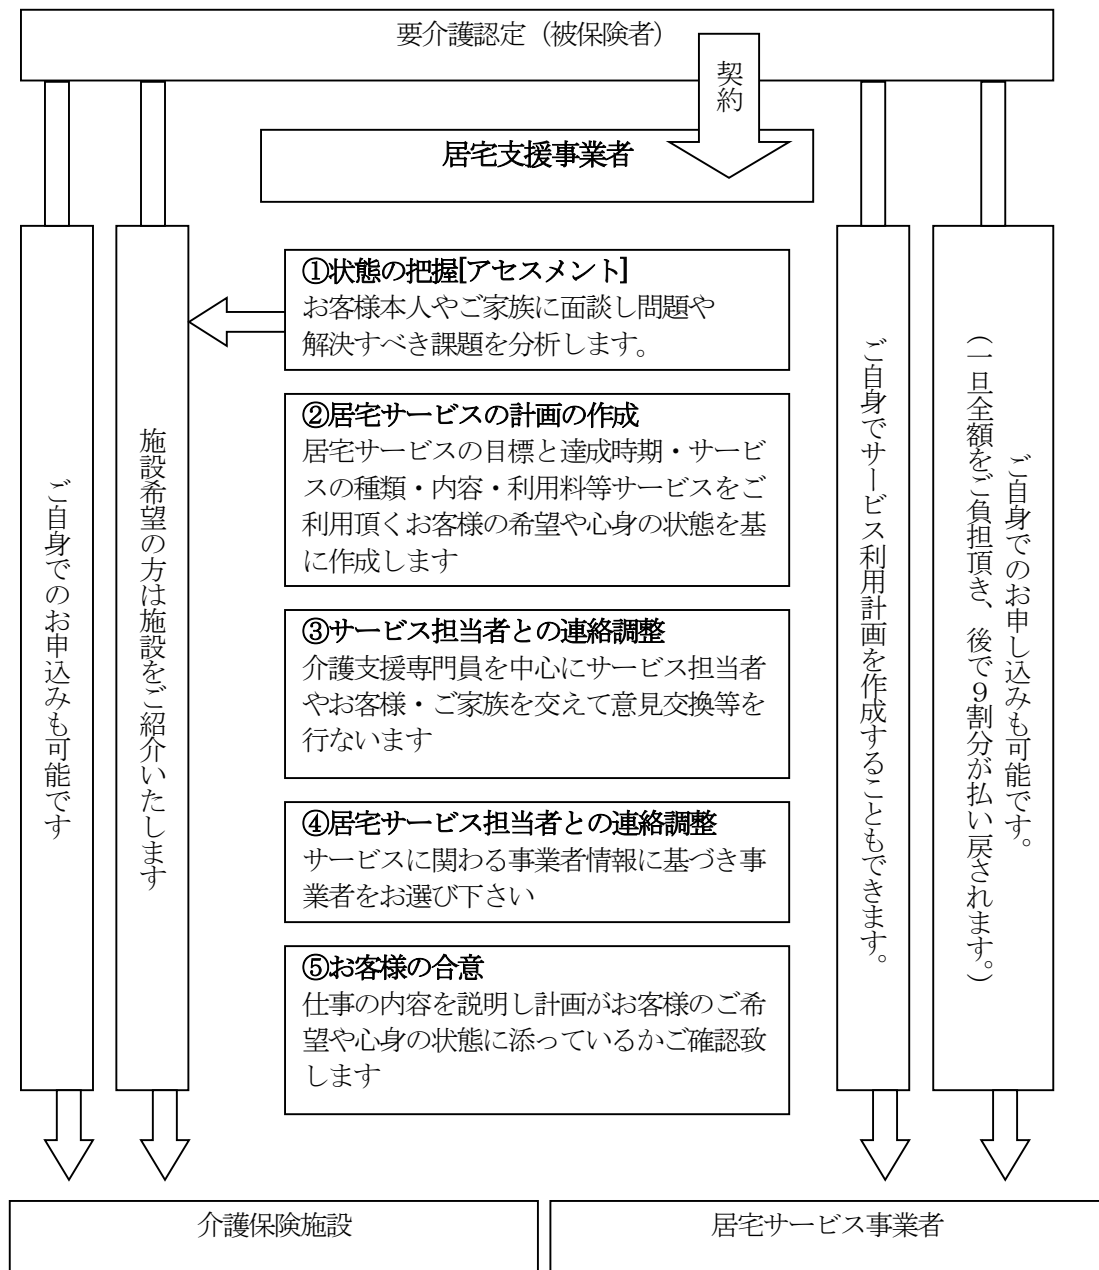 要介護認定（被保険者）
契約
居宅支援事業者
①状態の把握[アセスメント]
お客様本人やご家族に面談し問題や
解決すべき課題を分析します。
②居宅サービスの計画の作成
居宅サービスの目標と達成時期・サービ
スの種類・内容・利用料等サービスをご
利用頂くお客様の希望や心身の状態を基
に作成します
③サービス担当者との連絡調整
介護支援専門員を中心にサービス担当者
やお客様・ご家族を交えて意見交換等を
行ないます
④居宅サービス担当者との連絡調整
サービスに関わる事業者情報に基づき事
業者をお選び下さい
⑤お客様の合意
仕事の内容を説明し計画がお客様のご希
望や心身の状態に添っているかご確認致
します
ご自身でのお申込みも可能です
施設希望の方は施設をご紹介いたします
ご自身でサービス利用計画を作成することもできます。
ご自身でのお申し込みも可能です。
（一旦全額をご負担頂き、後で９割分が払い戻されます。）
介護保険施設
居宅サービス事業者